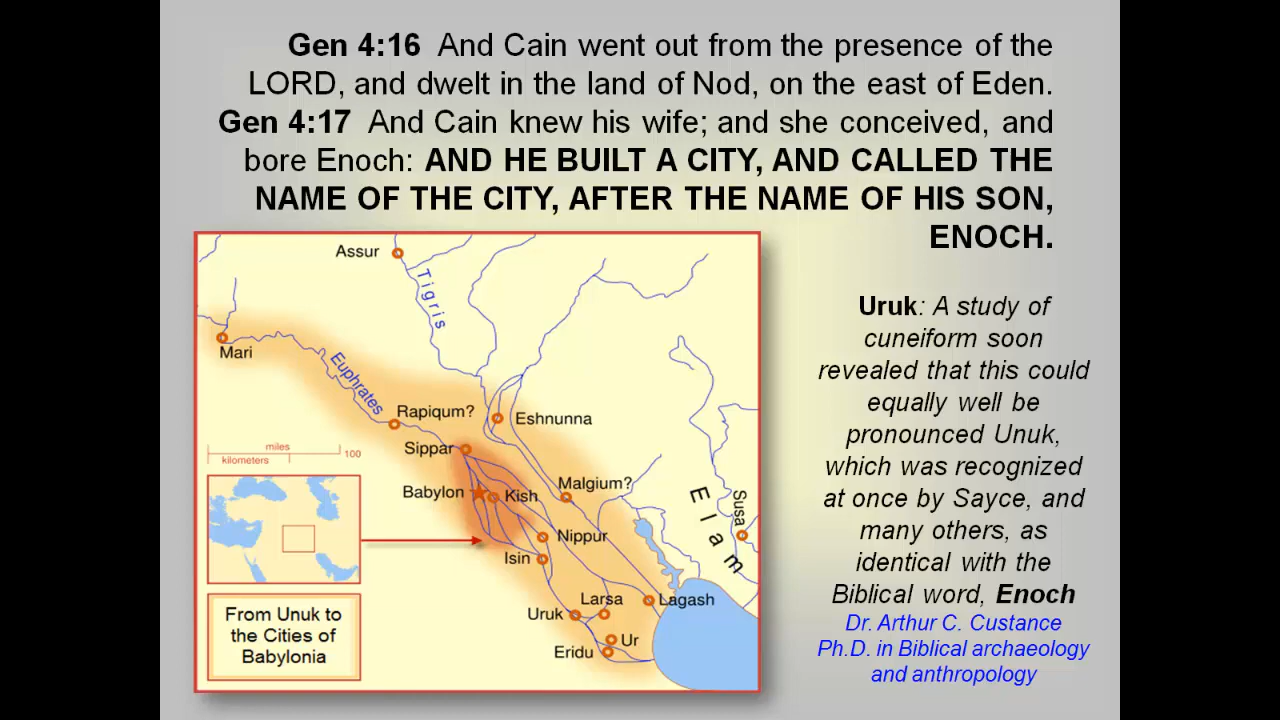 Gen 4:16 And Cain went out from the presence of the
LORD, and dwelt in the land of Nod, on the east of Eden.
Gen 4:17 And Cain knew his wife; and she conceived, and
bore Enoch: AND HE BUILT A CITY, AND CALLED THE
NAME OF THE CITY, AFTER THE NAME OF HIS SON,
ENOCH.
Assur
Tigris
Mari
Euphrates
Rapiqum?
Eshnunna
Sippar
miles
kilometers
100
Babylon
Kish
Malgium?
Elam
Susa
Nippur
Isin
Larsa
Lagash
Uruk
Ur
Eridu
From Unuk to
the Cities of
Babylonia
Uruk: A study of
cuneiform soon
revealed that this could
equally well be
pronounced Unuk,
which was recognized
at once by Sayce, and
many others, as
identical with the
Biblical word, Enoch
Dr. Arthur C. Custance
Ph.D. in Biblical archaeology
and anthropology